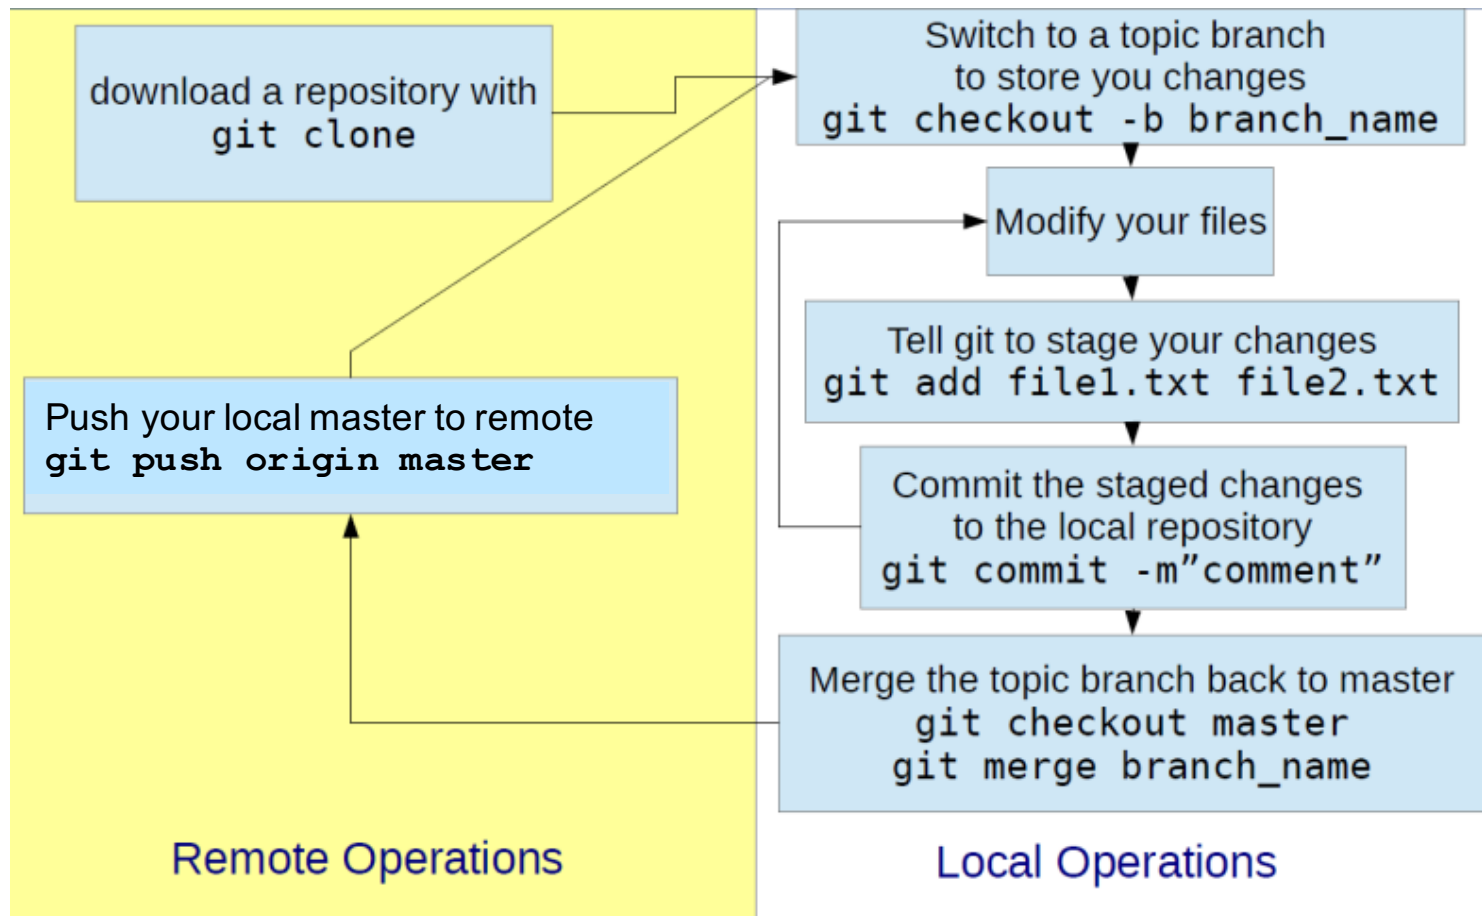 download a repository with
git clone
Switch to a topic branch
to store you changes
git checkout -b branch_name
Modify your files
Tell git to stage your changes
git add file1.txt file2.txt
Push your local master to remote
git push origin master
Commit the staged changes
to the local repository
git commit -m”comment”
Merge the topic branch back to master
git checkout master
git merge branch_name
Remote Operations
Local Operations